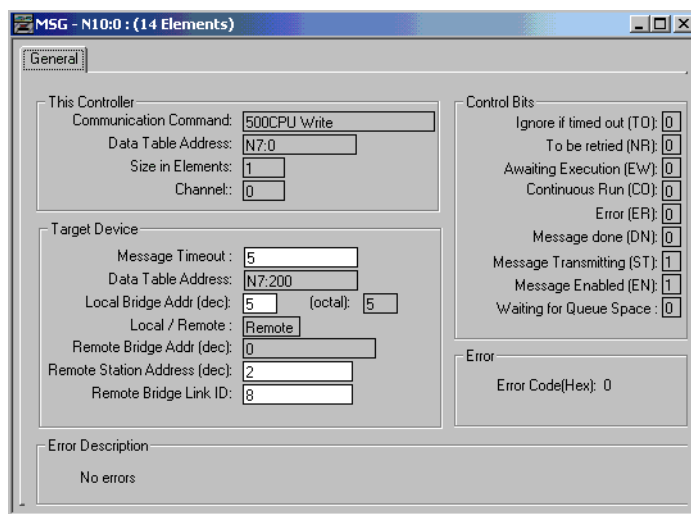 MSG - N10:0 : (14 Elements)
General
This Controller
Communication Command: 500CPU Write
Data Table Address: N7:0
Size in Elements: 1
Channel:: 0
Target Device
Message Timeout : 5
Data Table Address: N7:200
Local Bridge Addr (dec): 5 (octal): 5
Local / Remote : Remote
Remote Bridge Addr (dec): 0
Remote Station Address (dec): 2
Remote Bridge Link ID: 8
Control Bits
Ignore if timed out (TO): 0
To be retried (NR): 0
Awaiting Execution (EW): 0
Continuous Run (CO): 0
Error (ER): 0
Message done (DN): 0
Message Transmitting (ST): 1
Message Enabled (EN): 1
Waiting for Queue Space : 0
Error
Error Code(Hex): 0
Error Description
No errors